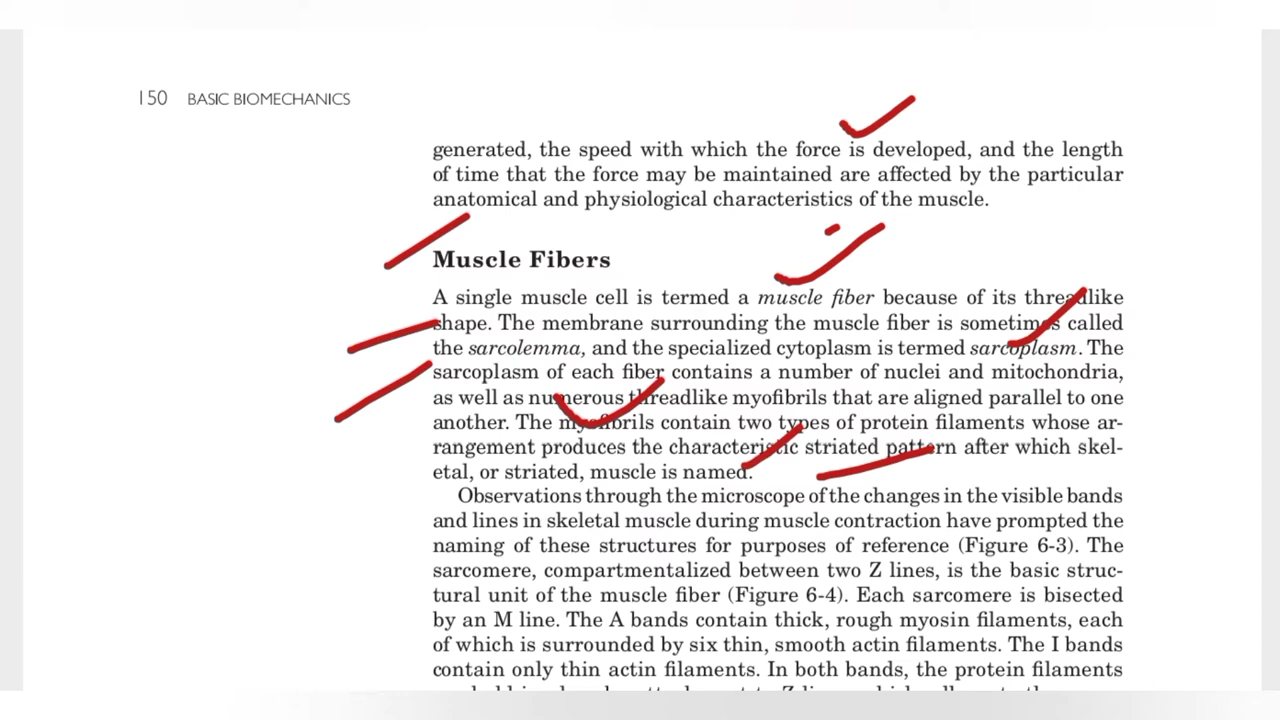 150 BASIC BIOMECHANICS
generated, the speed with which the force is developed, and the length
of time that the force may be maintained are affected by the particular
anatomical and physiological characteristics of the muscle.
Muscle Fibers
A single muscle cell is termed a muscle fiber because of its threadlike
shape. The membrane surrounding the muscle fiber is sometimes called
the sarcolemma, and the specialized cytoplasm is termed sarcoplasm. The
sarcoplasm of each fiber contains a number of nuclei and mitochondria,
as well as numerous threadlike myofibrils that are aligned parallel to one
another. The myofibrils contain two types of protein filaments whose ar-
rangement produces the characteristic striated pattern after which skel-
etal, or striated, muscle is named.
Observations through the microscope of the changes in the visible bands
and lines in skeletal muscle during muscle contraction have prompted the
naming of these structures for purposes of reference (Figure 6-3). The
sarcomere, compartmentalized between two Z lines, is the basic struc-
tural unit of the muscle fiber (Figure 6-4). Each sarcomere is bisected
by an M line. The A bands contain thick, rough myosin filaments, each
of which is surrounded by six thin, smooth actin filaments. The I bands
contain only thin actin filaments. In both bands, the protein filaments